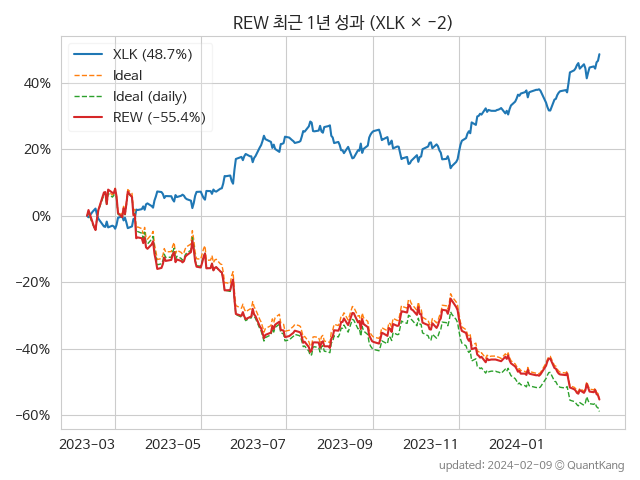 REW 최근 1년 성과 (XLK × −2)
XLK (48.7%)
Ideal
Ideal (daily)
REW (−55.4%)
40%
20%
0%
−20%
−40%
−60%
2023−03
2023−05
2023−07
2023−09
2023−11
2024−01
updated: 2024−02−09 © QuantKang